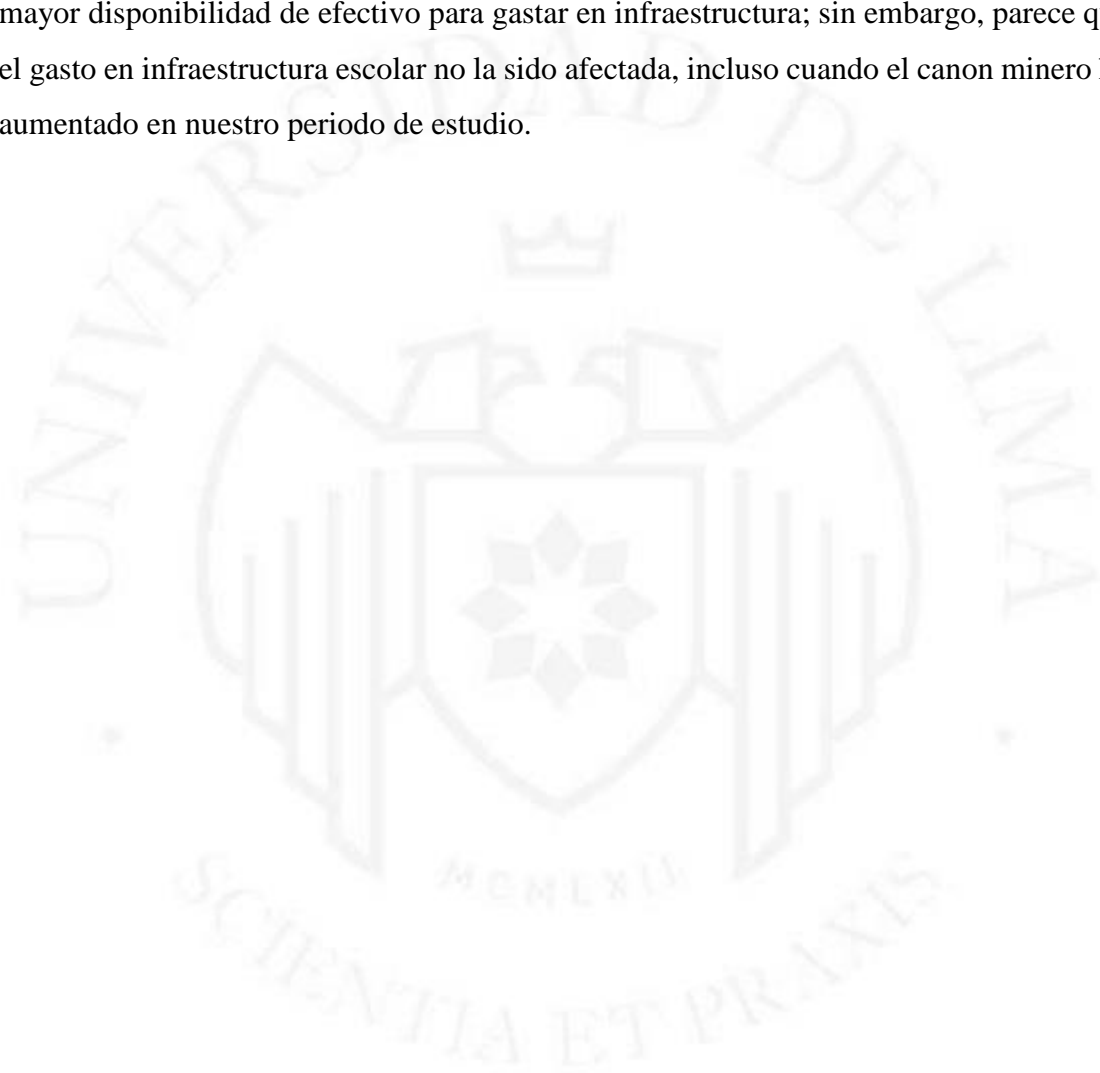 mayor disponibilidad de efectivo para gastar en infraestructura; sin embargo, parece q
el gasto en infraestructura escolar no la sido afectada, incluso cuando el canon minero
aumentado en nuestro periodo de estudio.
UNIVERSIDAD DE LIMA
MCMLXII
SCIENTIA ET PRAXIS